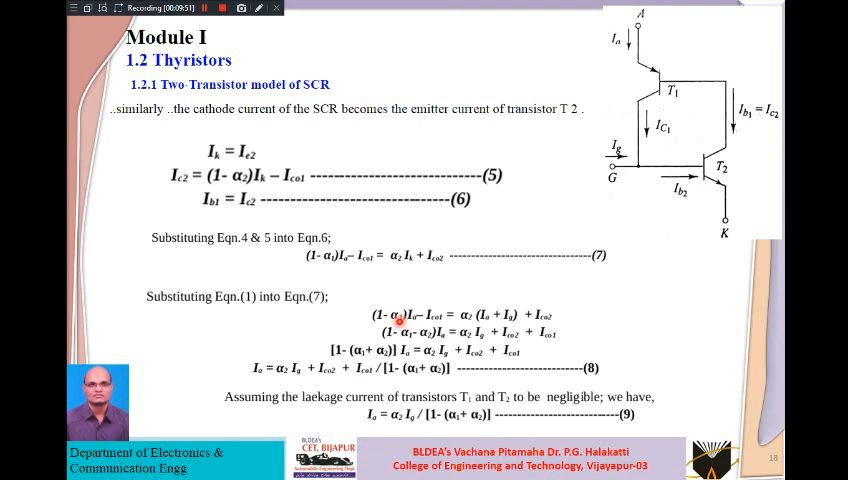 Recording [00:09:51]
Module I
1.2 Thyristors
1.2.1 Two-Transistor model of SCR
..similarly ..the cathode current of the SCR becomes the emitter current of transistor T 2 .
Ik = Ie2
Ic2 = (1- α2)Ik – Ico1 ------------------------------------(5)
Ib1 = Ic2 ----------------------------------------(6)
Substituting Eqn.4 & 5 into Eqn.6;
(1- α1)Ia– Ico1 = α2 Ik + Ico2 ------------------------------(7)
Substituting Eqn.(1) into Eqn.(7);
(1- α1)Ia– Ico1 = α2 (Ia + Ig) + Ico2
(1- α1- α2)Ia = α2 Ig + Ico2 + Ico1
[1- (α1+ α2)] Ia = α2 Ig + Ico2 + Ico1
Ia = α2 Ig + Ico2 + Ico1 / [1- (α1+ α2)] ---------------------------(8)
Assuming the laekage current of transistors T1 and T2 to be negligible; we have,
Ia = α2 Ig / [1- (α1+ α2)] ---------------------------(9)
A
Ia
T1
Ib1 = Ic2
IC1
Ig
G
T2
Ib2
K
Department of Electronics &
Communication Engg
BLDEA's
CET, BIJAPUR
Automobile Engineering Dept.
We drive the world
BLDEA's Vachana Pitamaha Dr. P.G. Halakatti
College of Engineering and Technology, Vijayapur-03
18